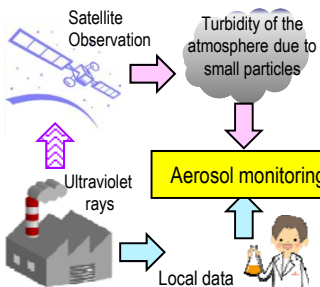 Satellite
Observation
Turbidity of the
atmosphere due to
small particles
Ultraviolet
rays
Aerosol monitoring
Local data